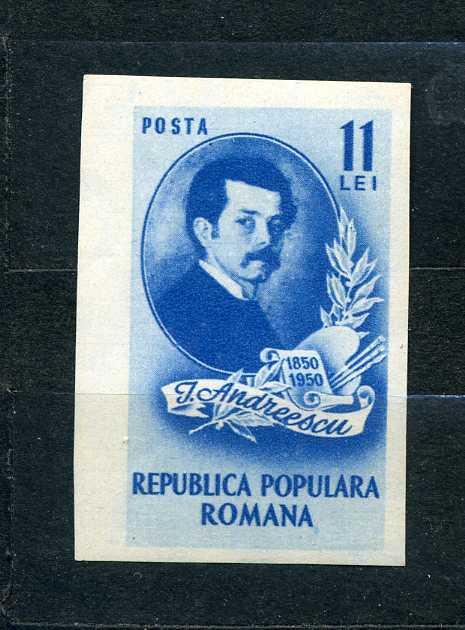 POSTA
11
LEI
1850
1950
I. Andreescu
REPUBLICA POPULARA
ROMANA